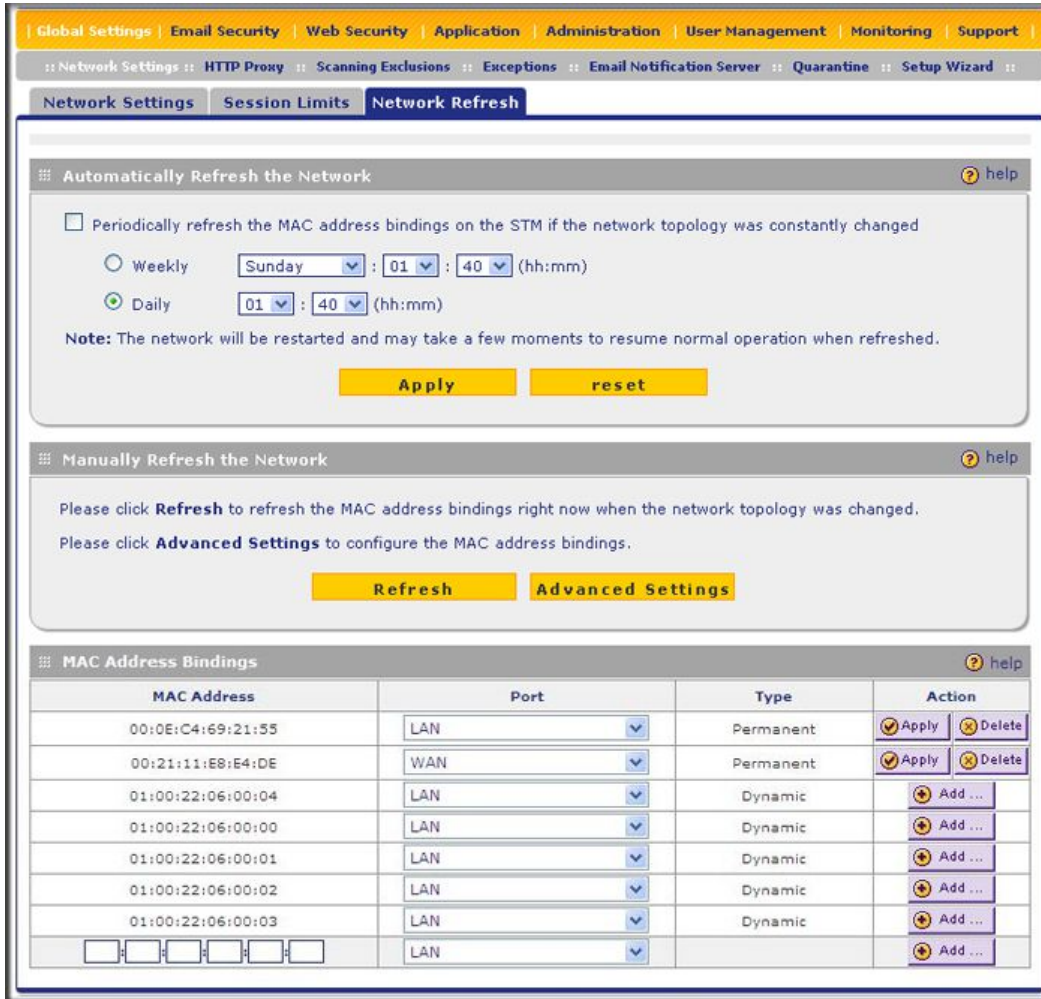 | Global Settings | Email Security | Web Security | Application | Administration | User Management | Monitoring | Support |
:: Network Settings :: HTTP Proxy :: Scanning Exclusions :: Exceptions :: Email Notification Server :: Quarantine :: Setup Wizard ::
Network Settings Session Limits Network Refresh
Automatically Refresh the Network ? help
Periodically refresh the MAC address bindings on the STM if the network topology was constantly changed
Weekly Sunday : 01 : 40 (hh:mm)
Daily 01 : 40 (hh:mm)
Note: The network will be restarted and may take a few moments to resume normal operation when refreshed.
Apply reset
Manually Refresh the Network ? help
Please click Refresh to refresh the MAC address bindings right now when the network topology was changed.
Please click Advanced Settings to configure the MAC address bindings.
Refresh Advanced Settings
MAC Address Bindings ? help
MAC Address Port Type Action
00:0E:C4:69:21:55 LAN Permanent Apply Delete
00:21:11:E8:E4:DE WAN Permanent Apply Delete
01:00:22:06:00:04 LAN Dynamic Add ...
01:00:22:06:00:00 LAN Dynamic Add ...
01:00:22:06:00:01 LAN Dynamic Add ...
01:00:22:06:00:02 LAN Dynamic Add ...
01:00:22:06:00:03 LAN Dynamic Add ...
: : : : : LAN Add ...